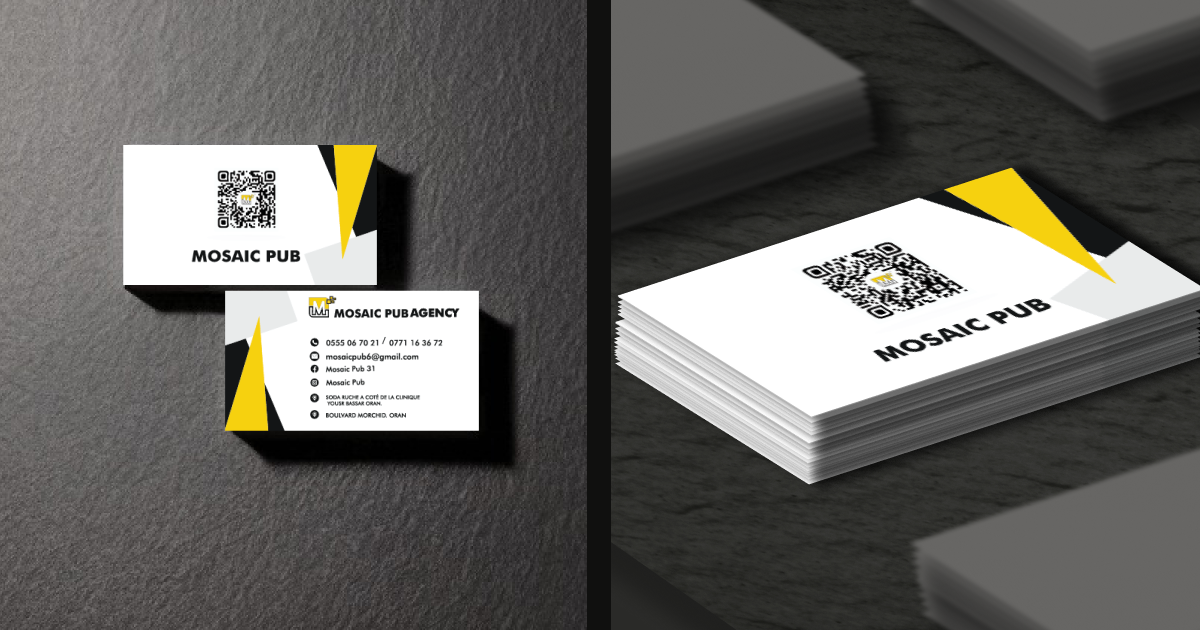 MOSAIC PUB
MOSAIC PUB AGENCY
0555 06 70 21 / 0771 16 36 72
mosaicpub6@gmail.com
Mosaic Pub 31
Mosaic Pub
SODA RUCHE A COTÉ DE LA CLINIQUE
YOUSR BASSAR ORAN.
BOULVARD MORCHID. ORAN
MOSAIC PUB